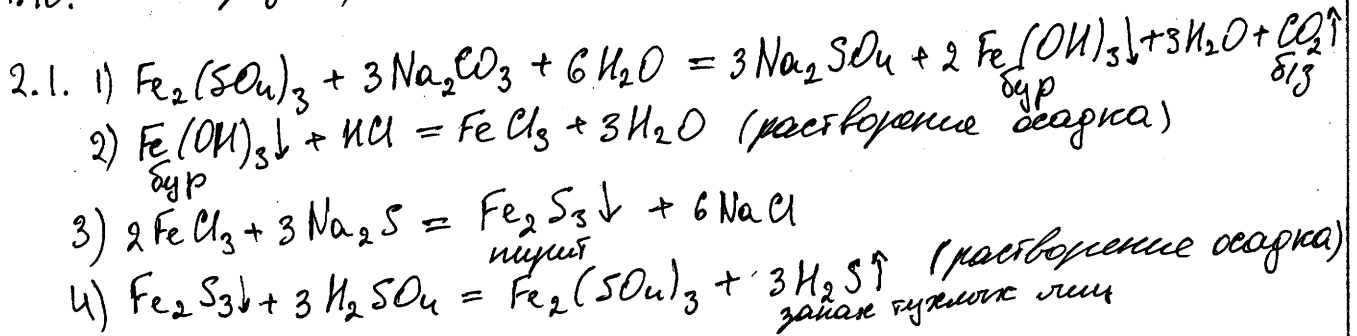 2.1. 1) Fe₂(SO₄)₃ + 3Na₂CO₃ + 6H₂O = 3Na₂SO₄ + 2Fe(OH)₃↓ + 3H₂O + CO₂↑
бур б/з
2) Fe(OH)₃↓ + HCl = FeCl₃ + 3H₂O (растворение осадка)
бур
3) 2FeCl₃ + 3Na₂S = Fe₂S₃↓ + 6NaCl
пирит
4) Fe₂S₃↓ + 3H₂SO₄ = Fe₂(SO₄)₃ + 3H₂S↑ (растворение осадка)
запах тухлых яиц